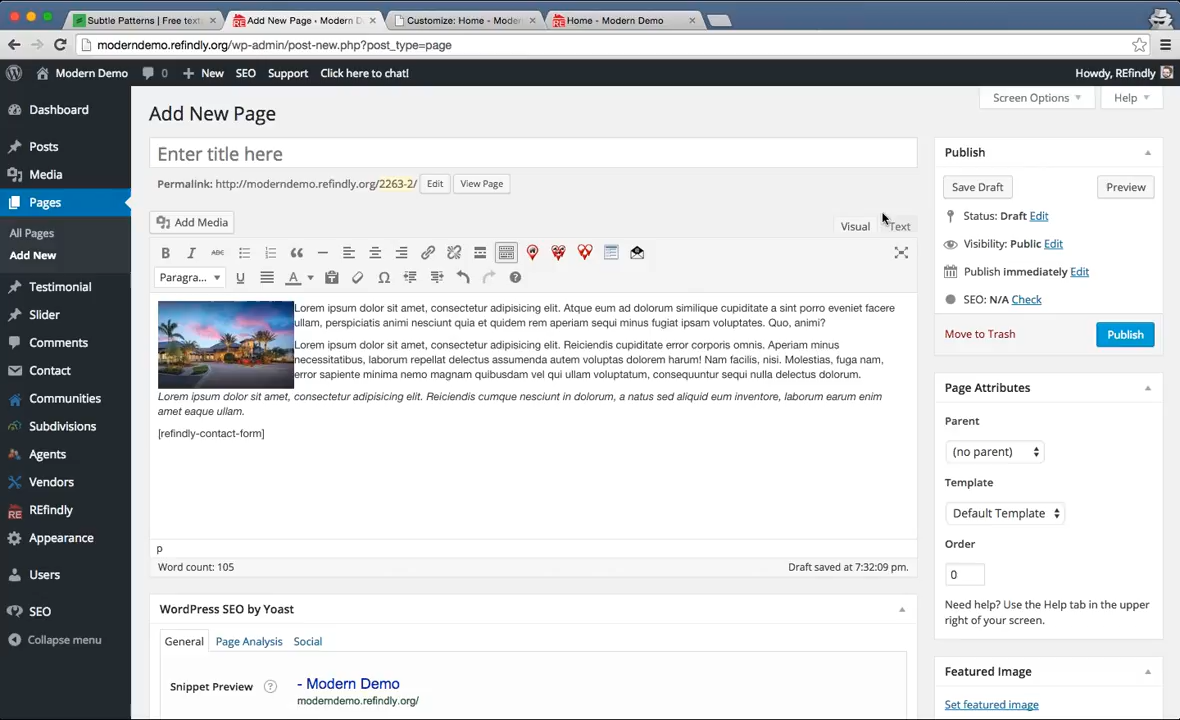 Subtle Patterns | Free text
Add New Page ‹ Modern D
Customize: Home - Moder
Home - Modern Demo
moderndemo.refindly.org/wp-admin/post-new.php?post_type=page
Modern Demo
0
New
SEO
Support
Click here to chat!
Howdy, REfindly
Screen Options
Help
Dashboard
Posts
Media
Pages
All Pages
Add New
Testimonial
Slider
Comments
Contact
Communities
Subdivisions
Agents
Vendors
REfindly
Appearance
Users
SEO
Collapse menu
Add New Page
Enter title here
Permalink: http://moderndemo.refindly.org/2263-2/ Edit View Page
Add Media
Visual
Text
B I ABC
Paragra... U A
Lorem ipsum dolor sit amet, consectetur adipisicing elit. Atque eum ad dolorum similique cupiditate a sint porro eveniet facere
ullam, perspiciatis animi nesciunt quia et quidem rem aperiam sequi minus fugiat ipsam voluptates. Quo, animi?
Lorem ipsum dolor sit amet, consectetur adipisicing elit. Reiciendis cupiditate error corporis omnis. Aperiam minus
necessitatibus, laborum repellat delectus assumenda autem voluptas dolorem harum! Nam facilis, nisi. Molestias, fuga nam,
error sapiente minima nemo magnam quibusdam vel qui ullam voluptatum, consequuntur sequi nulla delectus dolorum.
Lorem ipsum dolor sit amet, consectetur adipisicing elit. Reiciendis cumque nesciunt in dolorum, a natus sed aliquid eum inventore, laborum earum enim
amet eaque ullam.
[refindly-contact-form]
p
Word count: 105
Draft saved at 7:32:09 pm.
WordPress SEO by Yoast
General
Page Analysis
Social
Snippet Preview
?
- Modern Demo
moderndemo.refindly.org/
Publish
Save Draft
Preview
Status: Draft Edit
Visibility: Public Edit
Publish immediately Edit
SEO: N/A Check
Move to Trash
Publish
Page Attributes
Parent
(no parent)
Template
Default Template
Order
0
Need help? Use the Help tab in the upper
right of your screen.
Featured Image
Set featured image